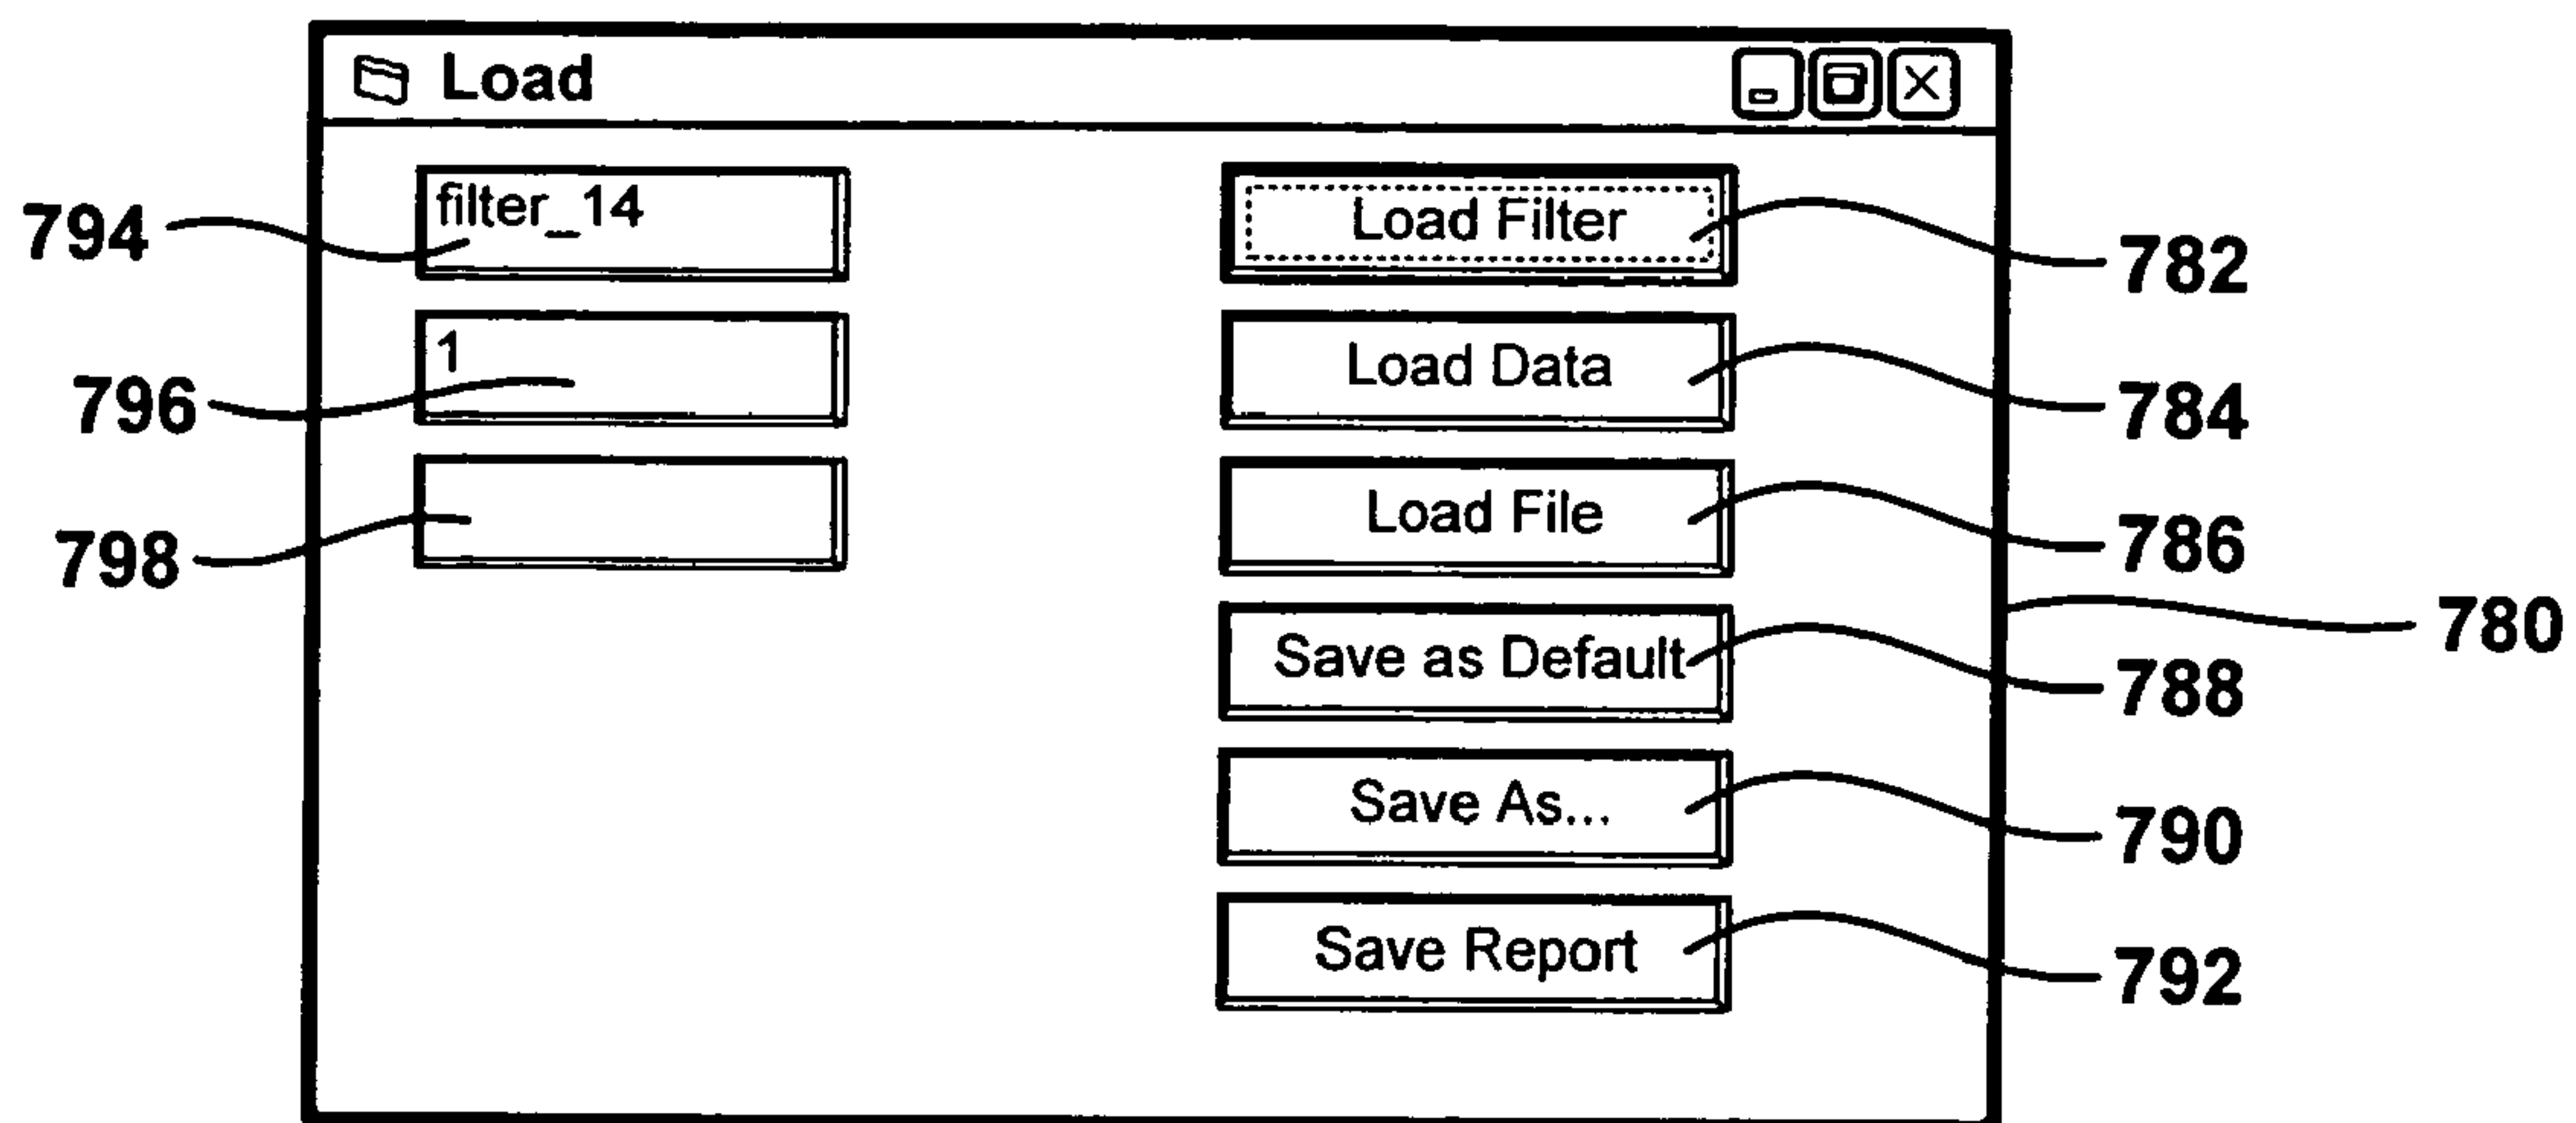 Load
filter_14
Load Filter
794
782
1
Load Data
796
784
Load File
798
786
780
Save as Default
788
Save As...
790
Save Report
792